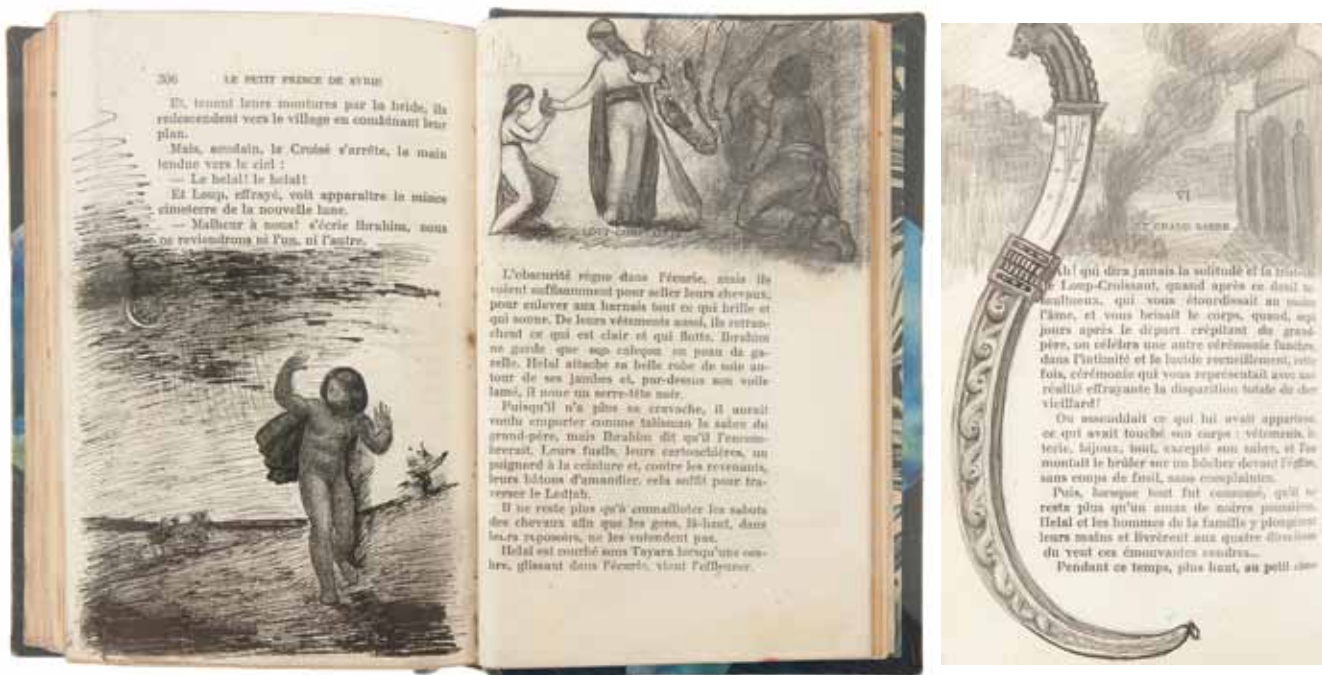 306 LE PETIT PRINCE DE SYRIE
Et, tenant leurs montures par la bride, ils
redescendent vers le village en combinant leur
plan.
Mais, soudain, le Croisé s'arrête, la main
tendue vers le ciel :
— Le helal! le helal!
Et Loup, effrayé, voit apparaître le mince
cimeterre de la nouvelle lune.
— Malheur à nous! s'écrie Ibrahim, nous
ne reviendrons ni l'un, ni l'autre.
L'obscurité règne dans l'écurie, mais ils
voient suffisamment pour seller leurs chevaux,
pour enlever aux harnais tout ce qui brille et
qui sonne. De leurs vêtements aussi, ils retran-
chent ce qui est clair et qui flotte. Ibrahim
ne garde que son caleçon en peau de ga-
zelle. Helal attache sa belle robe de soie au-
tour de ses jambes et, par-dessus son voile
lamé, il noue un serre-tête noir.
Puisqu'il n'a plus sa cravache, il aurait
voulu emporter comme talisman le sabre du
grand-père, mais Ibrahim dit qu'il l'encom-
brerait. Leurs fusils, leurs cartouchières, un
poignard à la ceinture et, contre les revenants,
leurs bâtons d'amandier, cela suffit pour tra-
verser le Ledjah.
Il ne reste plus qu'à emmailloter les sabots
des chevaux afin que les gens, là-haut, dans
leurs reposoirs, ne les entendent pas.
Helal est couché sous Tayara lorsqu'une om-
bre, glissant dans l'écurie, vient l'effleurer.
VI
GRAND SABRE
Ah! qui dira jamais la solitude et la
Loup-Croissant, quand après ce deuil
qui vous étourdissait au moins
l'âme, et vous brisait le corps, quand, sept
jours après le départ crépitant du grand-
père, on célébra une autre cérémonie funèbre,
dans l'intimité et le lucide recueillement, cette
fois, cérémonie qui vous représentait avec une
réalité effrayante la disparition totale du cher
vieillard!
On assemblait ce qui lui avait appartenu,
ce qui avait touché son corps : vêtements,
bijoux, tout, excepté son sabre, et l'on
montait le brûler sur un bûcher devant l'église,
sans coups de fusil, sans complaintes.
Puis, lorsque tout fut consumé, qu'il ne
resta plus qu'un amas de noires poussières,
Helal et les hommes de la famille y plongèrent
leurs mains et livrèrent aux quatre directions
du vent ces émouvantes cendres...
Pendant ce temps, plus haut, au petit